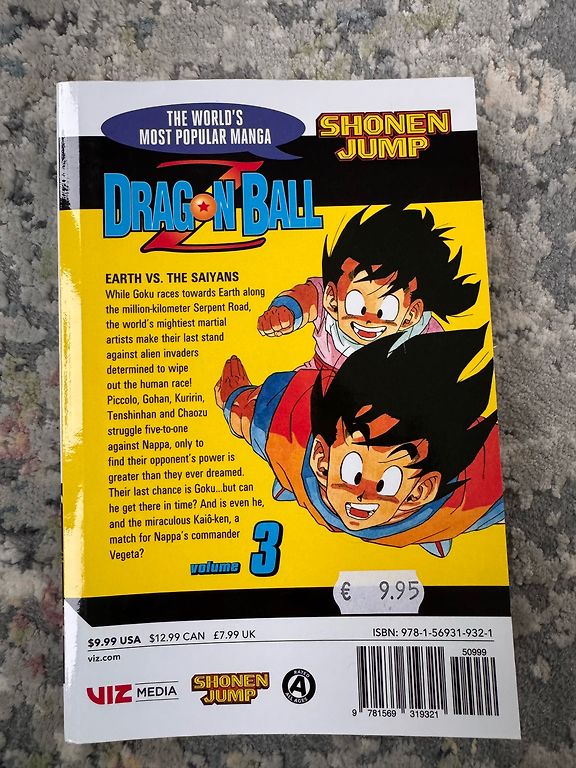 THE WORLD'S
MOST POPULAR MANGA
SHONEN
JUMP
DRAGON BALL
Z
EARTH VS. THE SAIYANS
While Goku races towards Earth along
the million-kilometer Serpent Road,
the world's mightiest martial
artists make their last stand
against alien invaders
determined to wipe
out the human race!
Piccolo, Gohan, Kuririn,
Tenshinhan and Chaozu
struggle five-to-one
against Nappa, only to
find their opponent's power is
greater than they ever dreamed.
Their last chance is Goku...but can
he get there in time? And is even he,
and the miraculous Kaiô-ken, a
match for Nappa's commander
Vegeta?
volume 3
€ 9.95
$9.99 USA $12.99 CAN £7.99 UK
viz.com
ISBN: 978-1-56931-932-1
50999
VIZ MEDIA
SHONEN
JUMP
RATED
A
ALL AGES
9 781569 319321